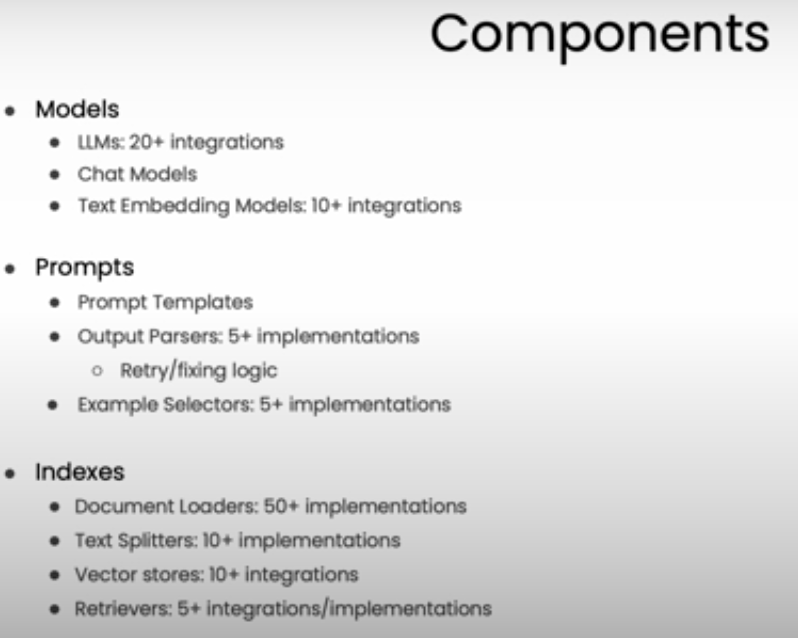 Components
Models
LLMs: 20+ integrations
Chat Models
Text Embedding Models: 10+ integrations
Prompts
Prompt Templates
Output Parsers: 5+ implementations
Retry/fixing logic
Example Selectors: 5+ implementations
Indexes
Document Loaders: 50+ implementations
Text Splitters: 10+ implementations
Vector stores: 10+ integrations
Retrievers: 5+ integrations/implementations